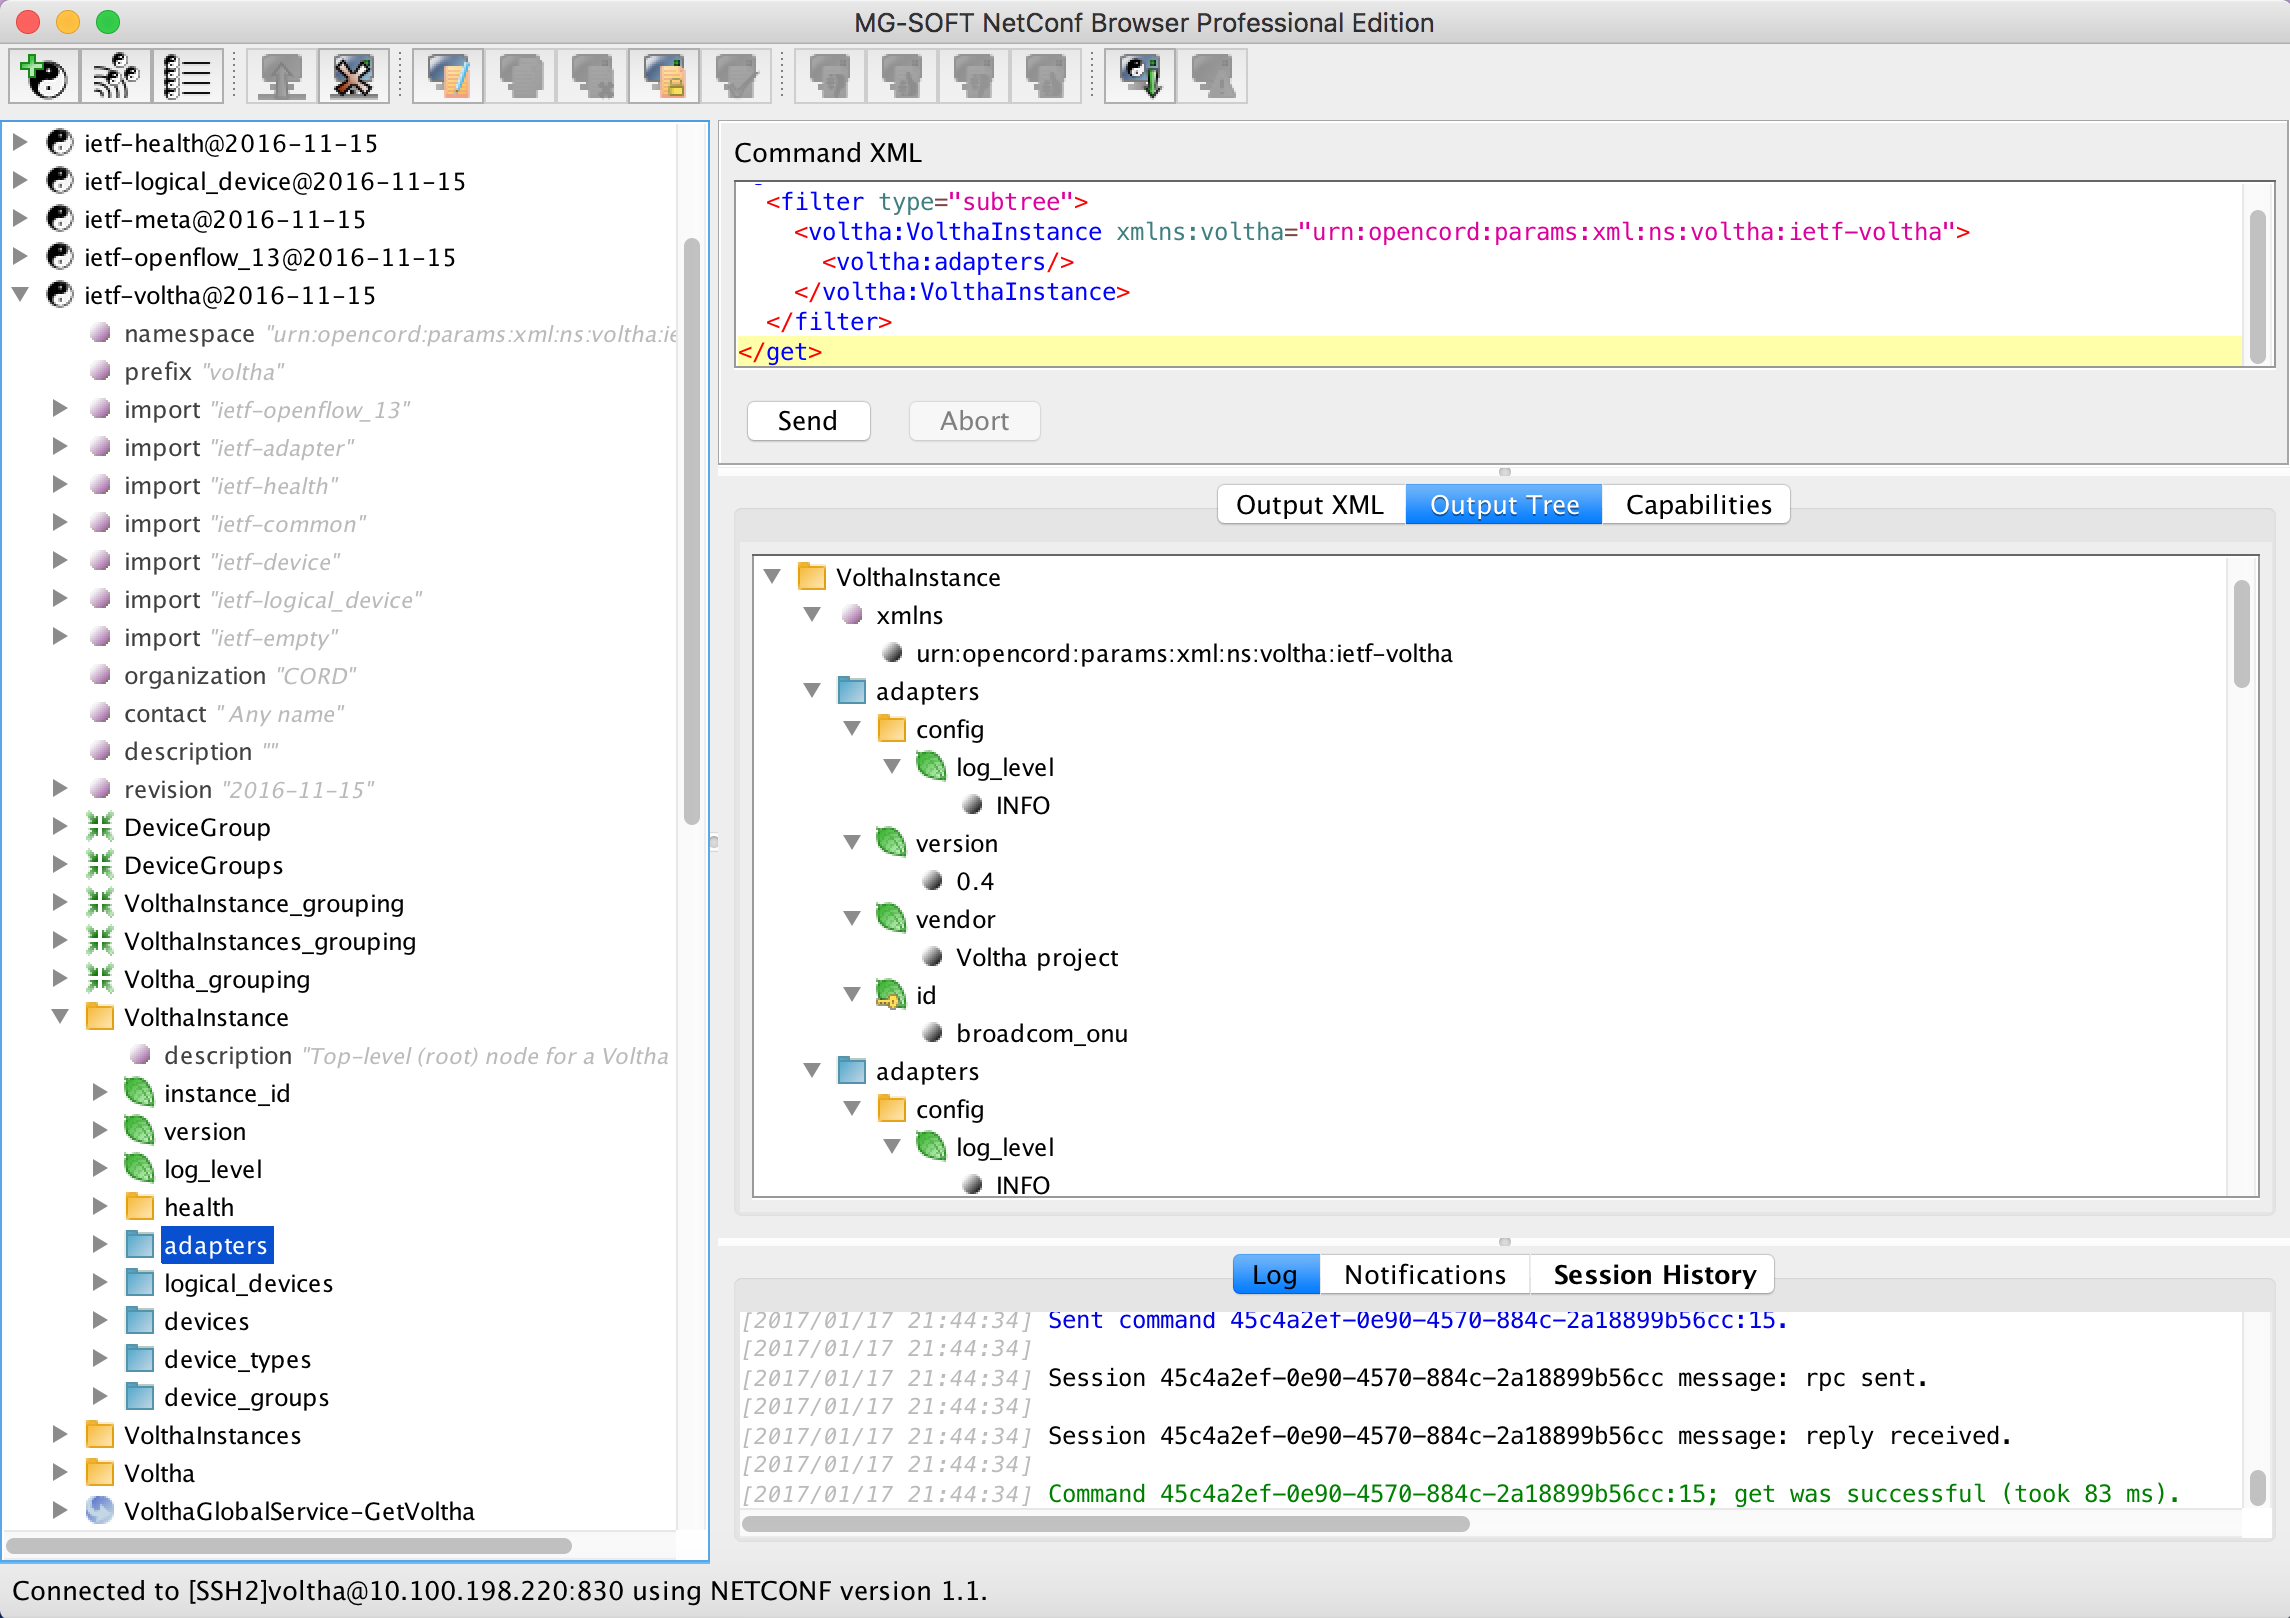 MG-SOFT NetConf Browser Professional Edition
ietf-health@2016-11-15
ietf-logical_device@2016-11-15
ietf-meta@2016-11-15
ietf-openflow_13@2016-11-15
ietf-voltha@2016-11-15
namespace "urn:opencord:params:xml:ns:voltha:ie
prefix "voltha"
import "ietf-openflow_13"
import "ietf-adapter"
import "ietf-health"
import "ietf-common"
import "ietf-device"
import "ietf-logical_device"
import "ietf-empty"
organization "CORD"
contact " Any name"
description ""
revision "2016-11-15"
DeviceGroup
DeviceGroups
VolthaInstance_grouping
VolthaInstances_grouping
Voltha_grouping
VolthaInstance
description "Top-level (root) node for a Voltha
instance_id
version
log_level
health
adapters
logical_devices
devices
device_types
device_groups
VolthaInstances
Voltha
VolthaGlobalService-GetVoltha
Command XML
<filter type="subtree">
<voltha:VolthaInstance xmlns:voltha="urn:opencord:params:xml:ns:voltha:ietf-voltha">
<voltha:adapters/>
</voltha:VolthaInstance>
</filter>
</get>
Send Abort
Output XML Output Tree Capabilities
VolthaInstance
xmlns
urn:opencord:params:xml:ns:voltha:ietf-voltha
adapters
config
log_level
INFO
version
0.4
vendor
Voltha project
id
broadcom_onu
adapters
config
log_level
INFO
Log Notifications Session History
[2017/01/17 21:44:34] Sent command 45c4a2ef-0e90-4570-884c-2a18899b56cc:15.
[2017/01/17 21:44:34]
[2017/01/17 21:44:34] Session 45c4a2ef-0e90-4570-884c-2a18899b56cc message: rpc sent.
[2017/01/17 21:44:34]
[2017/01/17 21:44:34] Session 45c4a2ef-0e90-4570-884c-2a18899b56cc message: reply received.
[2017/01/17 21:44:34]
[2017/01/17 21:44:34] Command 45c4a2ef-0e90-4570-884c-2a18899b56cc:15; get was successful (took 83 ms).
Connected to [SSH2]voltha@10.100.198.220:830 using NETCONF version 1.1.